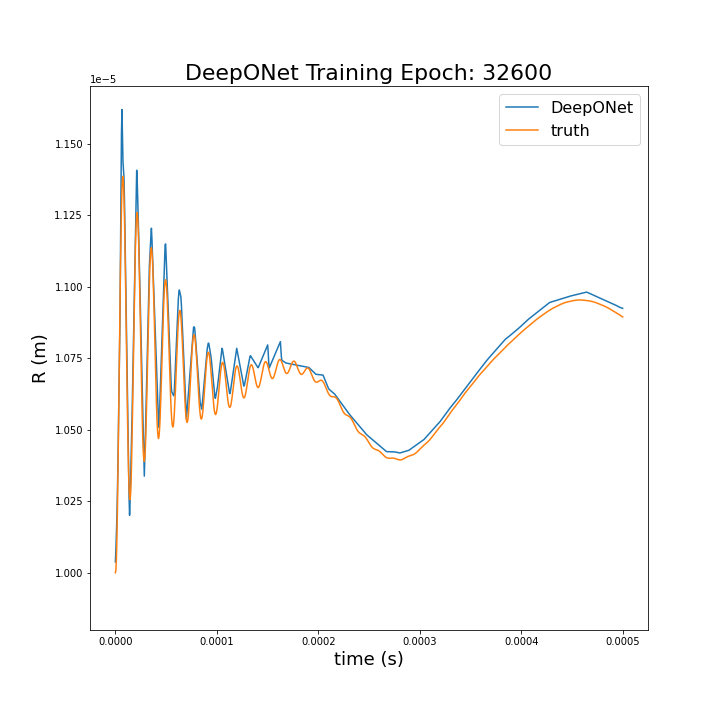 DeepONet Training Epoch: 32600
1e−5
DeepONet
truth
1.150
1.125
1.100
1.075
1.050
1.025
1.000
R (m)
0.0000 0.0001 0.0002 0.0003 0.0004 0.0005
time (s)